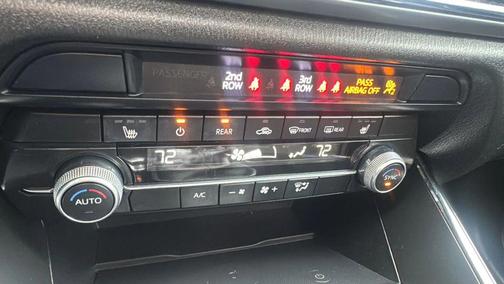 PASSENGER 2nd ROW 3rd ROW PASS AIRBAG OFF
REAR FRONT REAR
72 72
AUTO SYNC
A/C - +